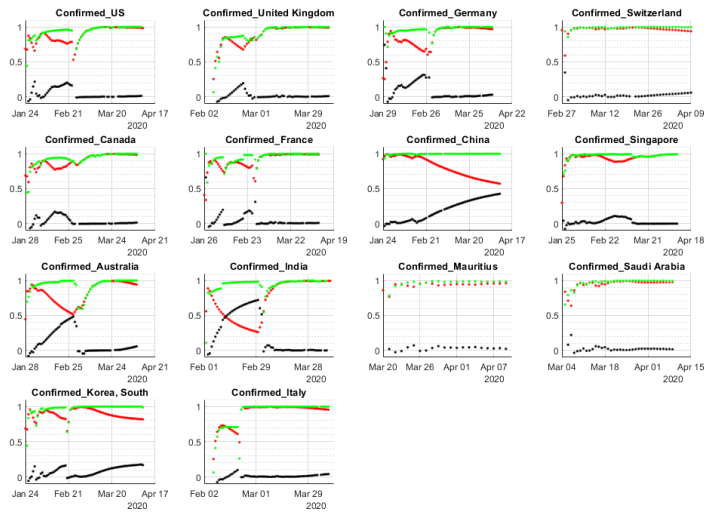 Confirmed_US
1
0.5
0
Jan 24 Feb 21 Mar 20 Apr 17
2020
Confirmed_United Kingdom
1
0.5
0
Feb 02 Mar 01 Mar 29
2020
Confirmed_Germany
1
0.5
0
Jan 29 Feb 26 Mar 25 Apr 22
2020
Confirmed_Switzerland
1
0.5
0
Feb 27 Mar 12 Mar 26 Apr 09
2020
Confirmed_Canada
1
0.5
0
Jan 28 Feb 25 Mar 24 Apr 21
2020
Confirmed_France
1
0.5
0
Jan 26 Feb 23 Mar 22 Apr 19
2020
Confirmed_China
1
0.5
0
Jan 24 Feb 21 Mar 20 Apr 17
2020
Confirmed_Singapore
1
0.5
0
Jan 25 Feb 22 Mar 21 Apr 18
2020
Confirmed_Australia
1
0.5
0
Jan 28 Feb 25 Mar 24 Apr 21
2020
Confirmed_India
1
0.5
0
Feb 01 Feb 29 Mar 28
2020
Confirmed_Mauritius
1
0.5
0
Mar 20 Mar 26 Apr 01 Apr 07
2020
Confirmed_Saudi Arabia
1
0.5
0
Mar 04 Mar 18 Apr 01 Apr 15
2020
Confirmed_Korea, South
1
0.5
0
Jan 24 Feb 21 Mar 20 Apr 17
2020
Confirmed_Italy
1
0.5
0
Feb 02 Mar 01 Mar 29
2020